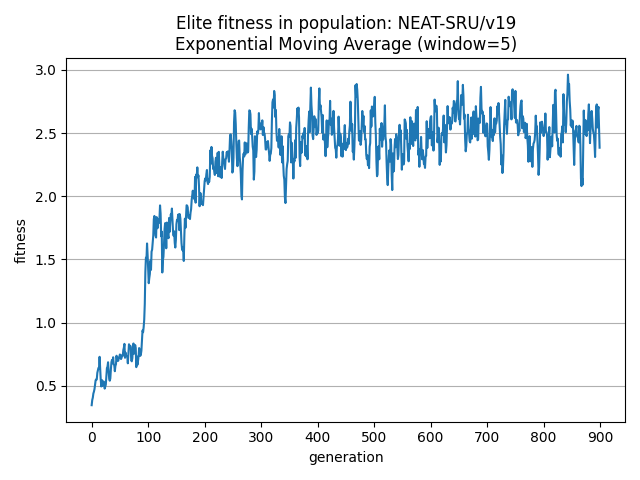 Elite fitness in population: NEAT-SRU/v19
Exponential Moving Average (window=5)
3.0
2.5
2.0
1.5
1.0
0.5
fitness
0 100 200 300 400 500 600 700 800 900
generation